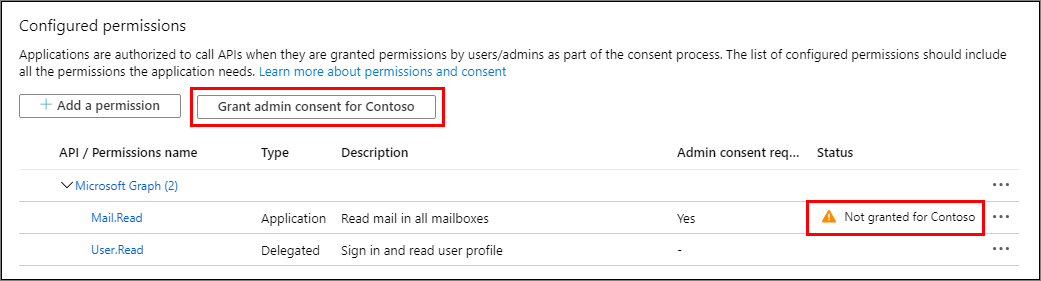 Configured permissions
Applications are authorized to call APIs when they are granted permissions by users/admins as part of the consent process. The list of configured permissions should include
all the permissions the application needs. Learn more about permissions and consent
+ Add a permission Grant admin consent for Contoso
API / Permissions name Type Description Admin consent req... Status
Microsoft Graph (2) ...
Mail.Read Application Read mail in all mailboxes Yes Not granted for Contoso ...
User.Read Delegated Sign in and read user profile - ...